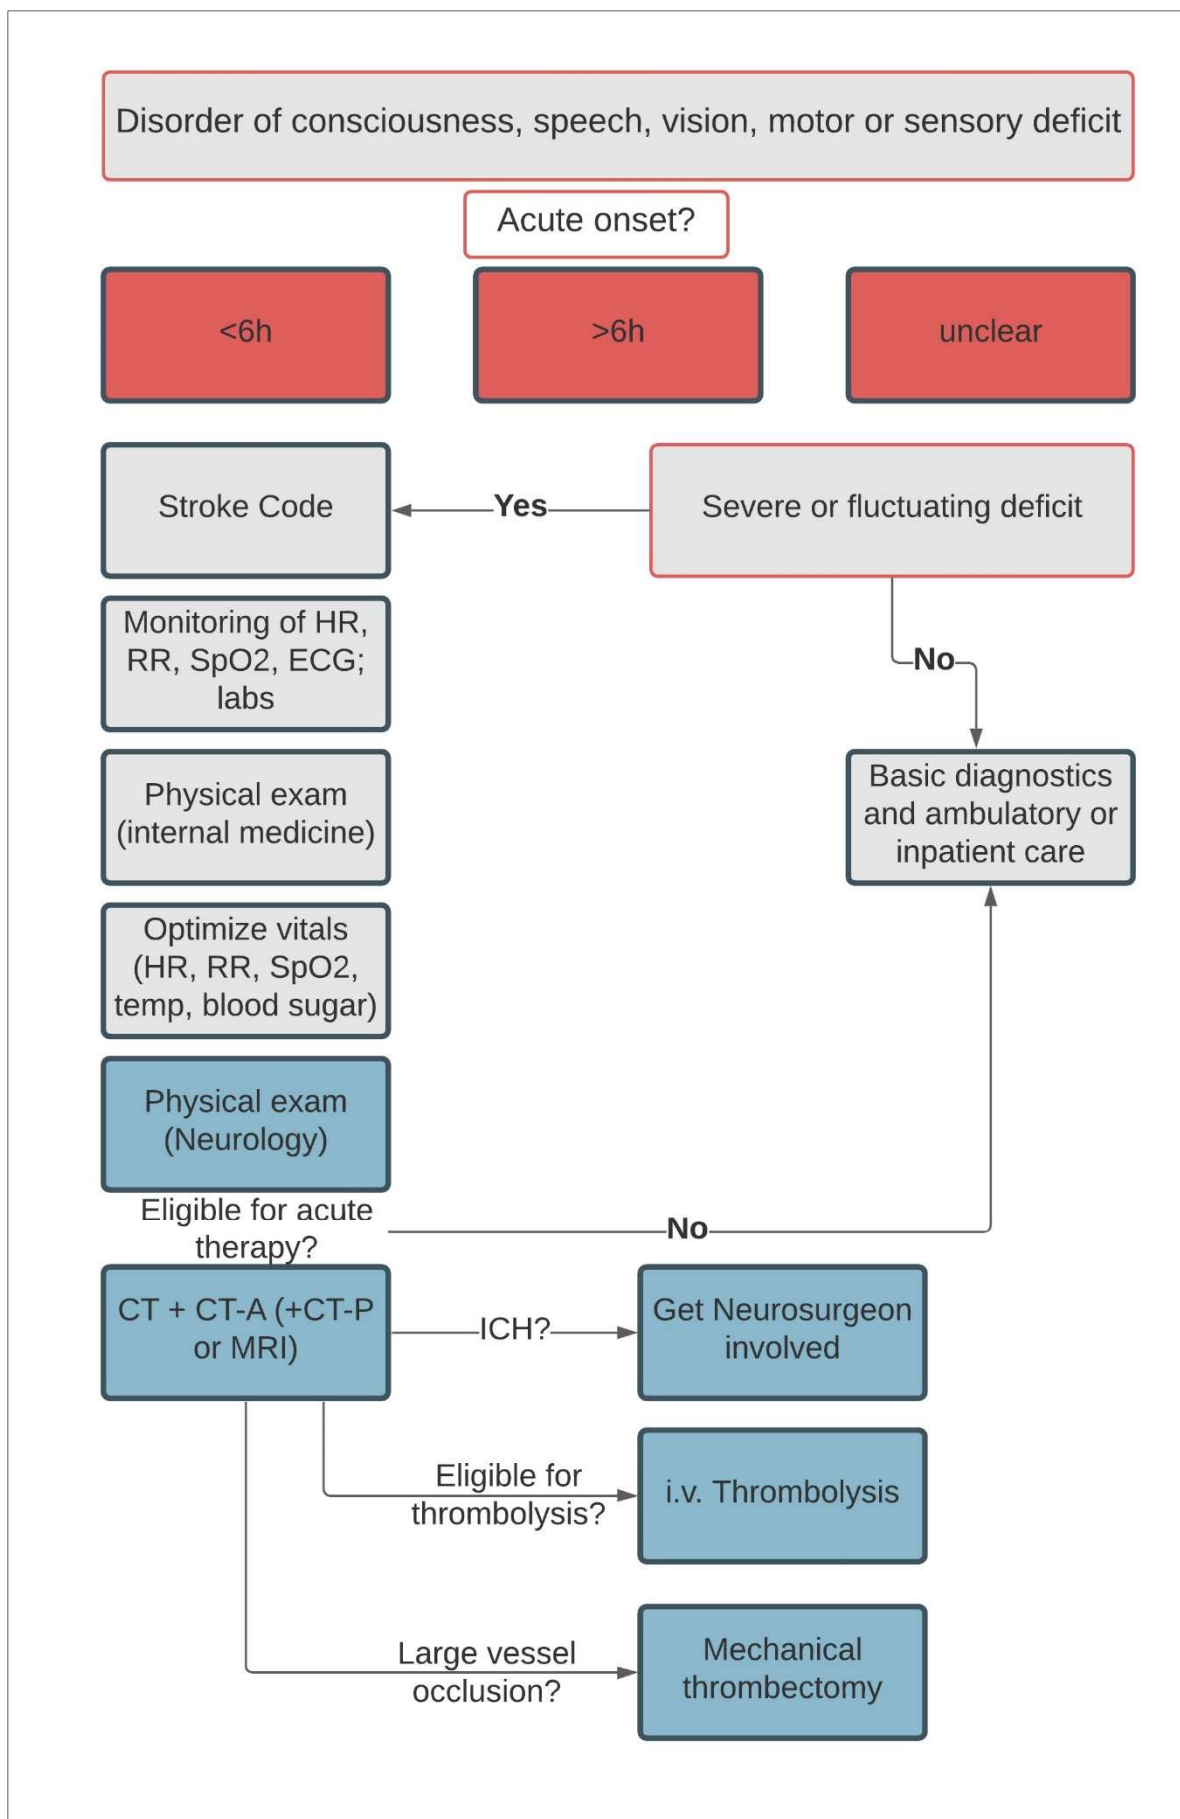 Disorder of consciousness, speech, vision, motor or sensory deficit
Acute onset?
<6h
>6h
unclear
Stroke Code
Yes
Severe or fluctuating deficit
Monitoring of HR,
RR, SpO2, ECG;
labs
No
Physical exam
(internal medicine)
Basic diagnostics
and ambulatory or
inpatient care
Optimize vitals
(HR, RR, SpO2,
temp, blood sugar)
Physical exam
(Neurology)
Eligible for acute
therapy?
No
CT + CT-A (+CT-P
or MRI)
ICH?
Get Neurosurgeon
involved
Eligible for
thrombolysis?
i.v. Thrombolysis
Large vessel
occlusion?
Mechanical
thrombectomy